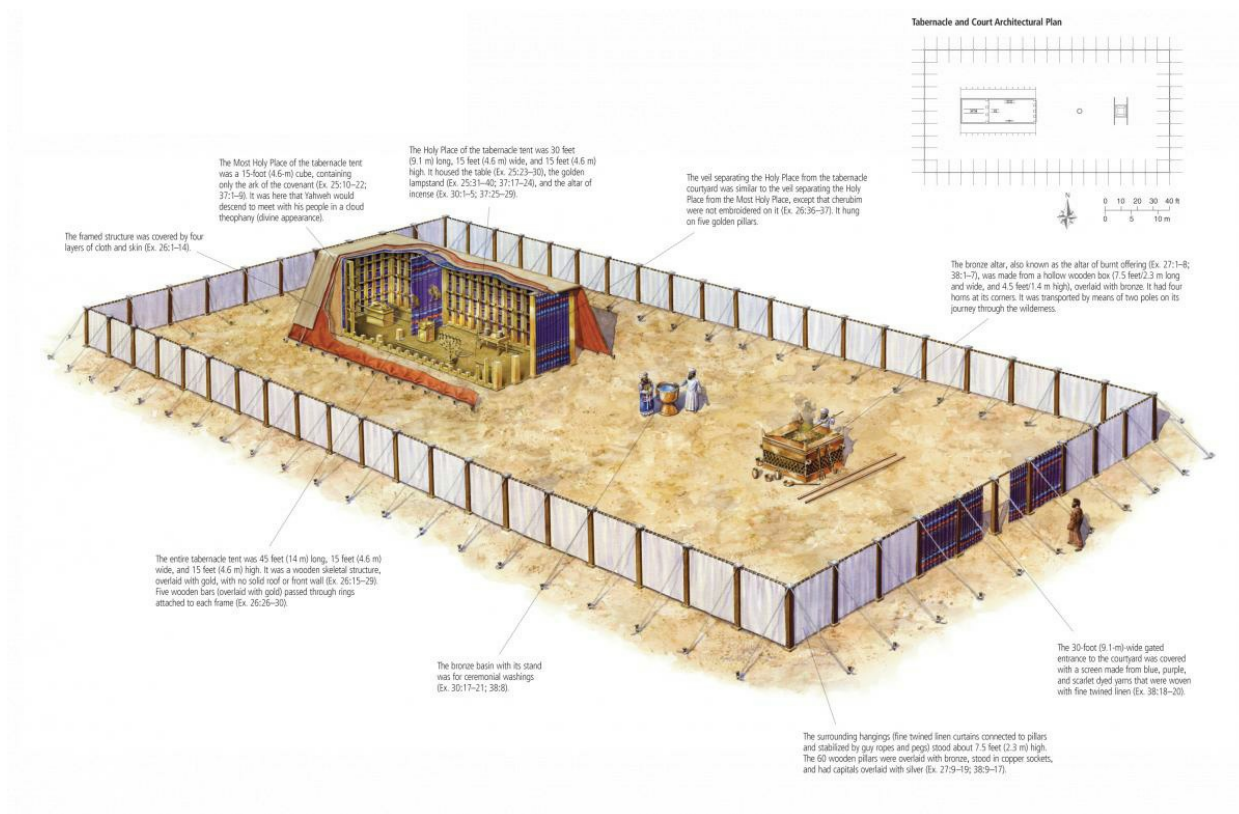 Tabernacle and Court Architectural Plan
N
0 10 20 30 40 ft
0 5 10 m
The Most Holy Place of the tabernacle tent
was a 15-foot (4.6-m) cube, containing
only the ark of the covenant (Ex. 25:10–22;
37:1–9). It was here that Yahweh would
descend to meet with his people in a cloud
theophany (divine appearance).
The Holy Place of the tabernacle tent was 30 feet
(9.1 m) long, 15 feet (4.6 m) wide, and 15 feet (4.6 m)
high. It housed the table (Ex. 25:23–30), the golden
lampstand (Ex. 25:31–40; 37:17–24), and the altar of
incense (Ex. 30:1–5; 37:25–29).
The veil separating the Holy Place from the tabernacle
courtyard was similar to the veil separating the Holy
Place from the Most Holy Place, except that cherubim
were not embroidered on it (Ex. 26:36–37). It hung
on five golden pillars.
The framed structure was covered by four
layers of cloth and skin (Ex. 26:1–14).
The bronze altar, also known as the altar of burnt offering (Ex. 27:1–8;
38:1–7), was made from a hollow wooden box (7.5 feet/2.3 m long
and wide, and 4.5 feet/1.4 m high), overlaid with bronze. It had four
horns at its corners. It was transported by means of two poles on its
journey through the wilderness.
The entire tabernacle tent was 45 feet (14 m) long, 15 feet (4.6 m)
wide, and 15 feet (4.6 m) high. It was a wooden skeletal structure,
overlaid with gold, with no solid roof or front wall (Ex. 26:15–29).
Five wooden bars (overlaid with gold) passed through rings
attached to each frame (Ex. 26:26–30).
The bronze basin with its stand
was for ceremonial washings
(Ex. 30:17–21; 38:8).
The 30-foot (9.1-m)-wide gated
entrance to the courtyard was covered
with a screen made from blue, purple,
and scarlet dyed yarns that were woven
with fine twined linen (Ex. 38:18–20).
The surrounding hangings (fine twined linen curtains connected to pillars
and stabilized by guy ropes and pegs) stood about 7.5 feet (2.3 m) high.
The 60 wooden pillars were overlaid with bronze, stood in copper sockets,
and had capitals overlaid with silver (Ex. 27:9–19; 38:9–17).